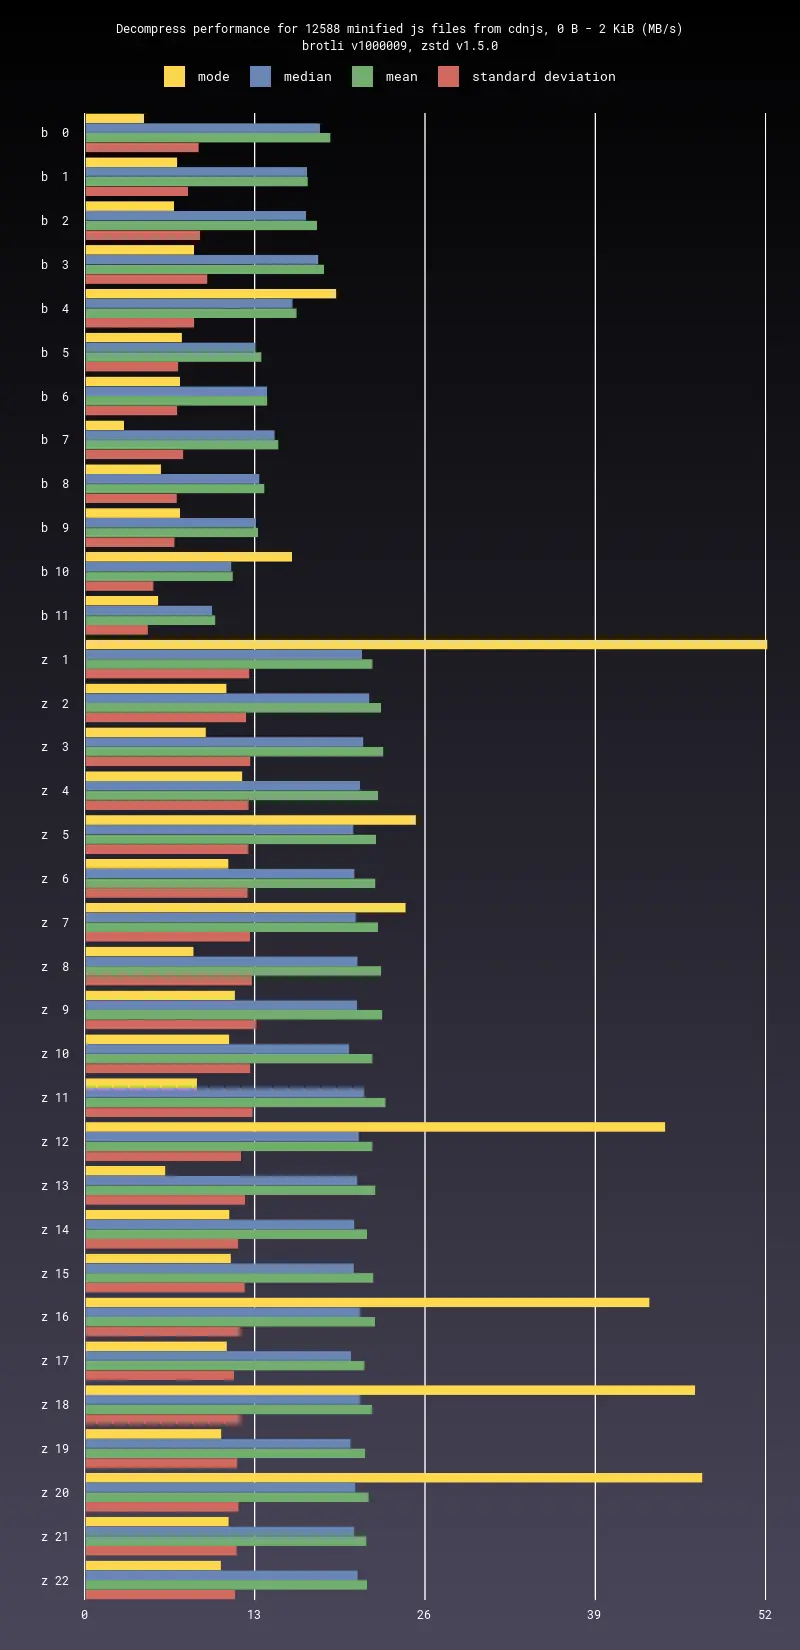 Decompress performance for 12588 minified js files from cdnjs, 0 B - 2 KiB (MB/s)
brotli v1000009, zstd v1.5.0
mode median mean standard deviation
b 0
b 1
b 2
b 3
b 4
b 5
b 6
b 7
b 8
b 9
b 10
b 11
z 1
z 2
z 3
z 4
z 5
z 6
z 7
z 8
z 9
z 10
z 11
z 12
z 13
z 14
z 15
z 16
z 17
z 18
z 19
z 20
z 21
z 22
0 13 26 39 52